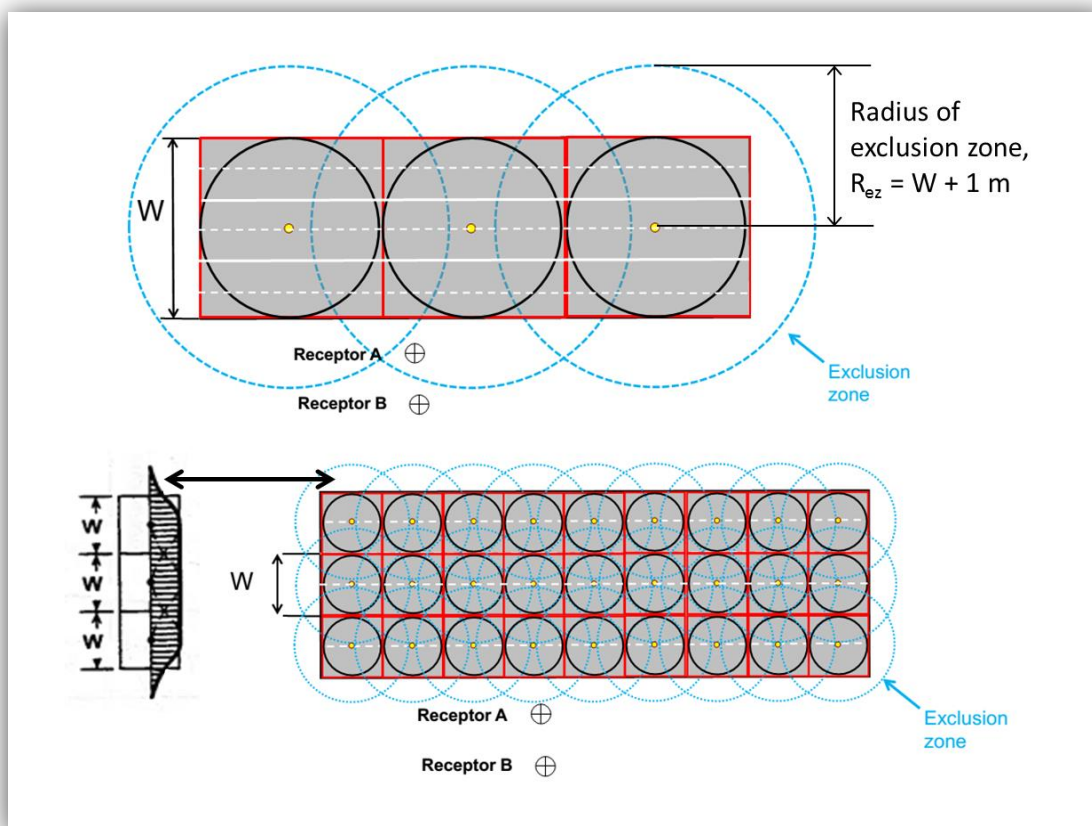 Radius of
exclusion zone,
Rₑz = W + 1 m
W
Receptor A
Receptor B
Exclusion
zone
W
W
W
W
Receptor A
Receptor B
Exclusion
zone